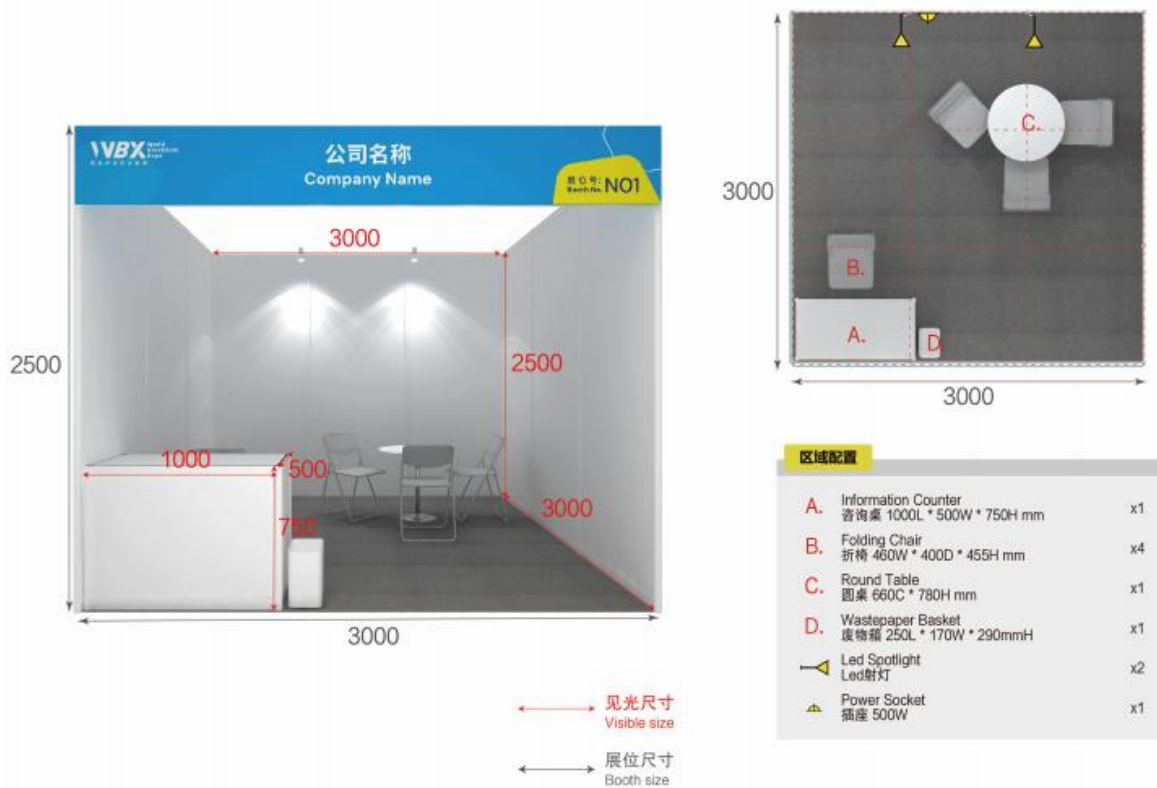 WBX
公司名称
Company Name
展位号:
Booth No. N01
3000
2500
2500
1000
500
750
3000
3000
见光尺寸
Visible size
展位尺寸
Booth size
3000
C.
B.
A.
D
3000
区域配置
A. Information Counter x1
咨询桌 1000L * 500W * 750H mm
B. Folding Chair x4
折椅 460W * 400D * 455H mm
C. Round Table x1
圆桌 660C * 780H mm
D. Wastepaper Basket x1
废物箱 250L * 170W * 290mmH
Led Spotlight x2
Led射灯
Power Socket x1
插座 500W